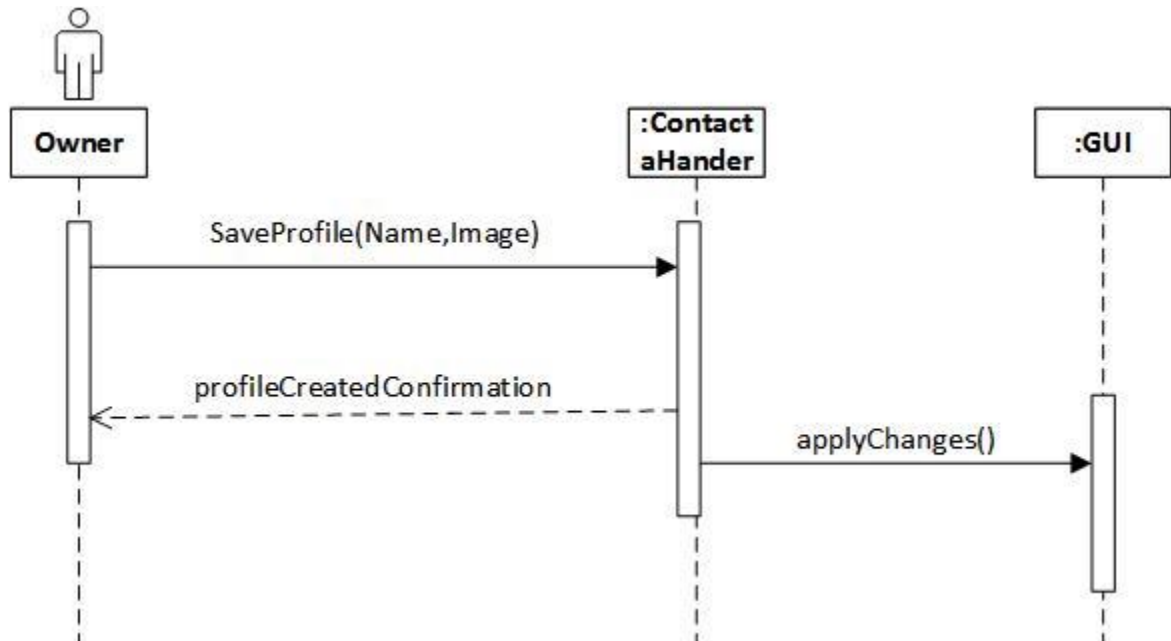 Owner
:Contact
aHander
:GUI
SaveProfile(Name,Image)
profileCreatedConfirmation
applyChanges()